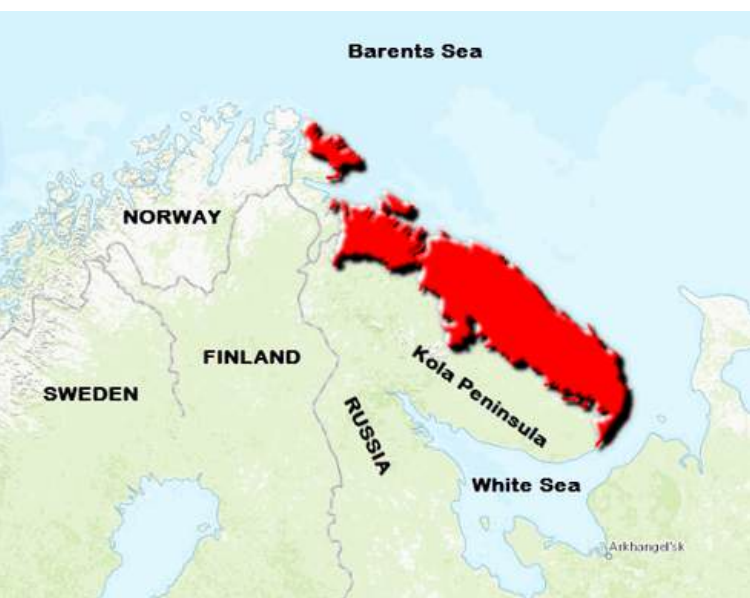 Barents Sea
NORWAY
FINLAND
SWEDEN
Kola Peninsula
RUSSIA
White Sea
Arkhangel'sk